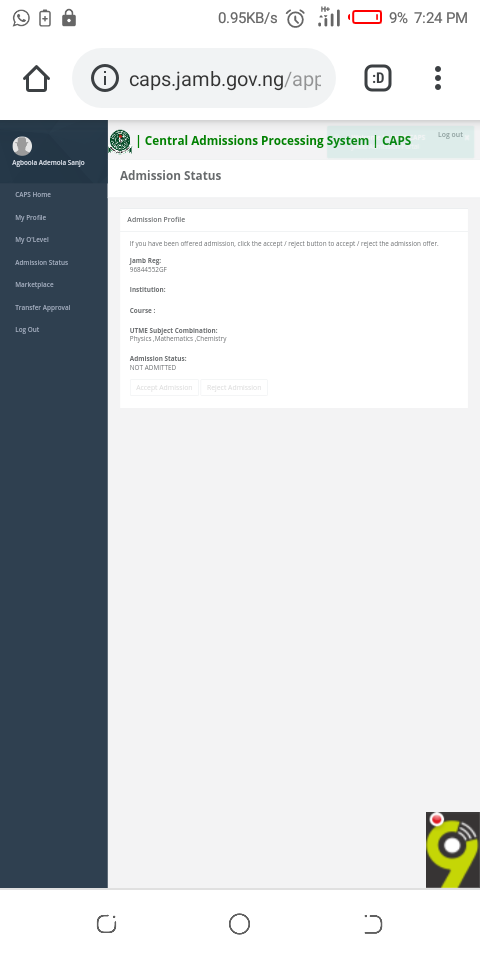 0.95KB/s H+ 9% 7:24 PM
caps.jamb.gov.ng/app
:D
| Central Admissions Processing System | CAPS
Log out
Agboola Ademola Sanjo
CAPS Home
My Profile
My O'Level
Admission Status
Marketplace
Transfer Approval
Log Out
Admission Status
Admission Profile
If you have been offered admission, click the accept / reject button to accept / reject the admission offer.
Jamb Reg:
96844552GF
Institution:
Course :
UTME Subject Combination:
Physics ,Mathematics ,Chemistry
Admission Status:
NOT ADMITTED
Accept Admission
Reject Admission
9